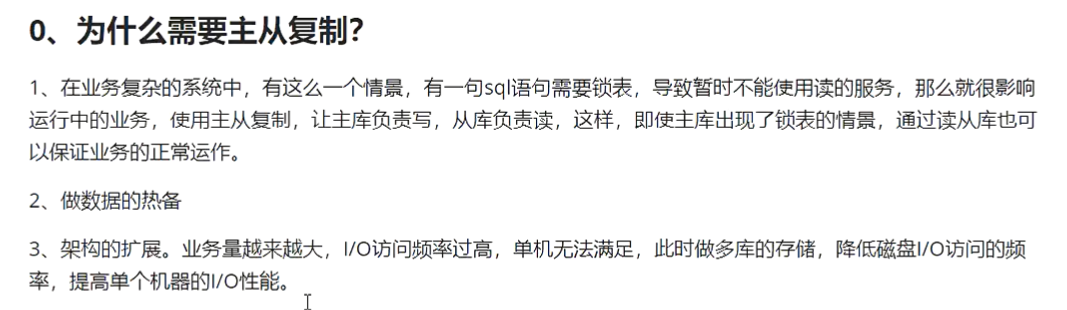 0、为什么需要主从复制？
1、在业务复杂的系统中，有这么一个情景，有一句sql语句需要锁表，导致暂时不能使用读的服务，那么就很影响
运行中的业务，使用主从复制，让主库负责写，从库负责读，这样，即使主库出现了锁表的情景，通过读从库也可
以保证业务的正常运作。
2、做数据的热备
3、架构的扩展。业务量越来越大，I/O访问频率过高，单机无法满足，此时做多库的存储，降低磁盘I/O访问的频
率，提高单个机器的I/O性能。